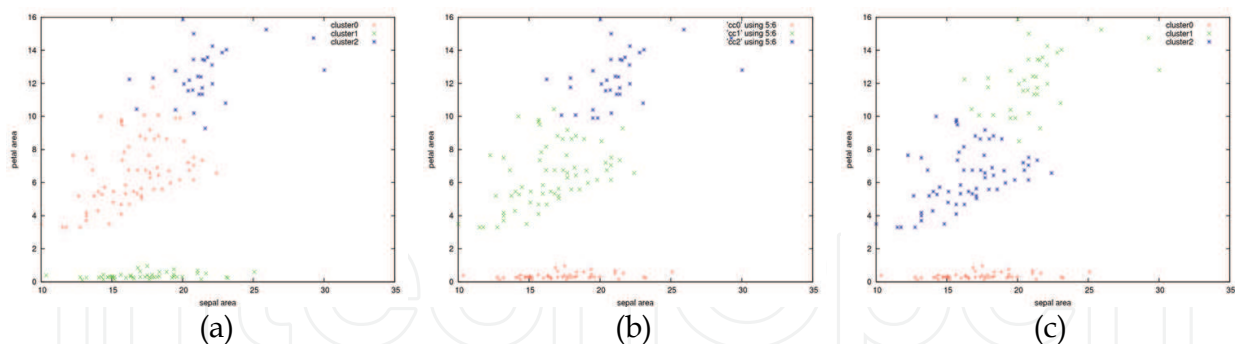 16
14
12
10
8
6
4
2
0
petal area
cluster0
cluster1
cluster2
10 15 20 25 30 35
sepal area
(a)
16
14
12
10
8
6
4
2
0
petal area
'cc0' using 5:6
'cc1' using 5:6
'cc2' using 5:6
10 15 20 25 30 35
sepal area
(b)
16
14
12
10
8
6
4
2
0
petal area
cluster0
cluster1
cluster2
10 15 20 25 30 35
sepal area
(c)